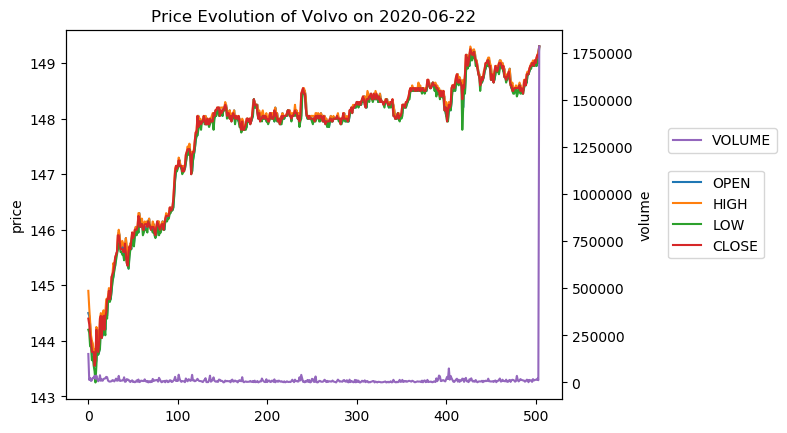 Price Evolution of Volvo on 2020-06-22
149
148
147
146
145
144
143
price
0
100
200
300
400
500
1750000
1500000
1250000
1000000
750000
500000
250000
0
volume
VOLUME
OPEN
HIGH
LOW
CLOSE